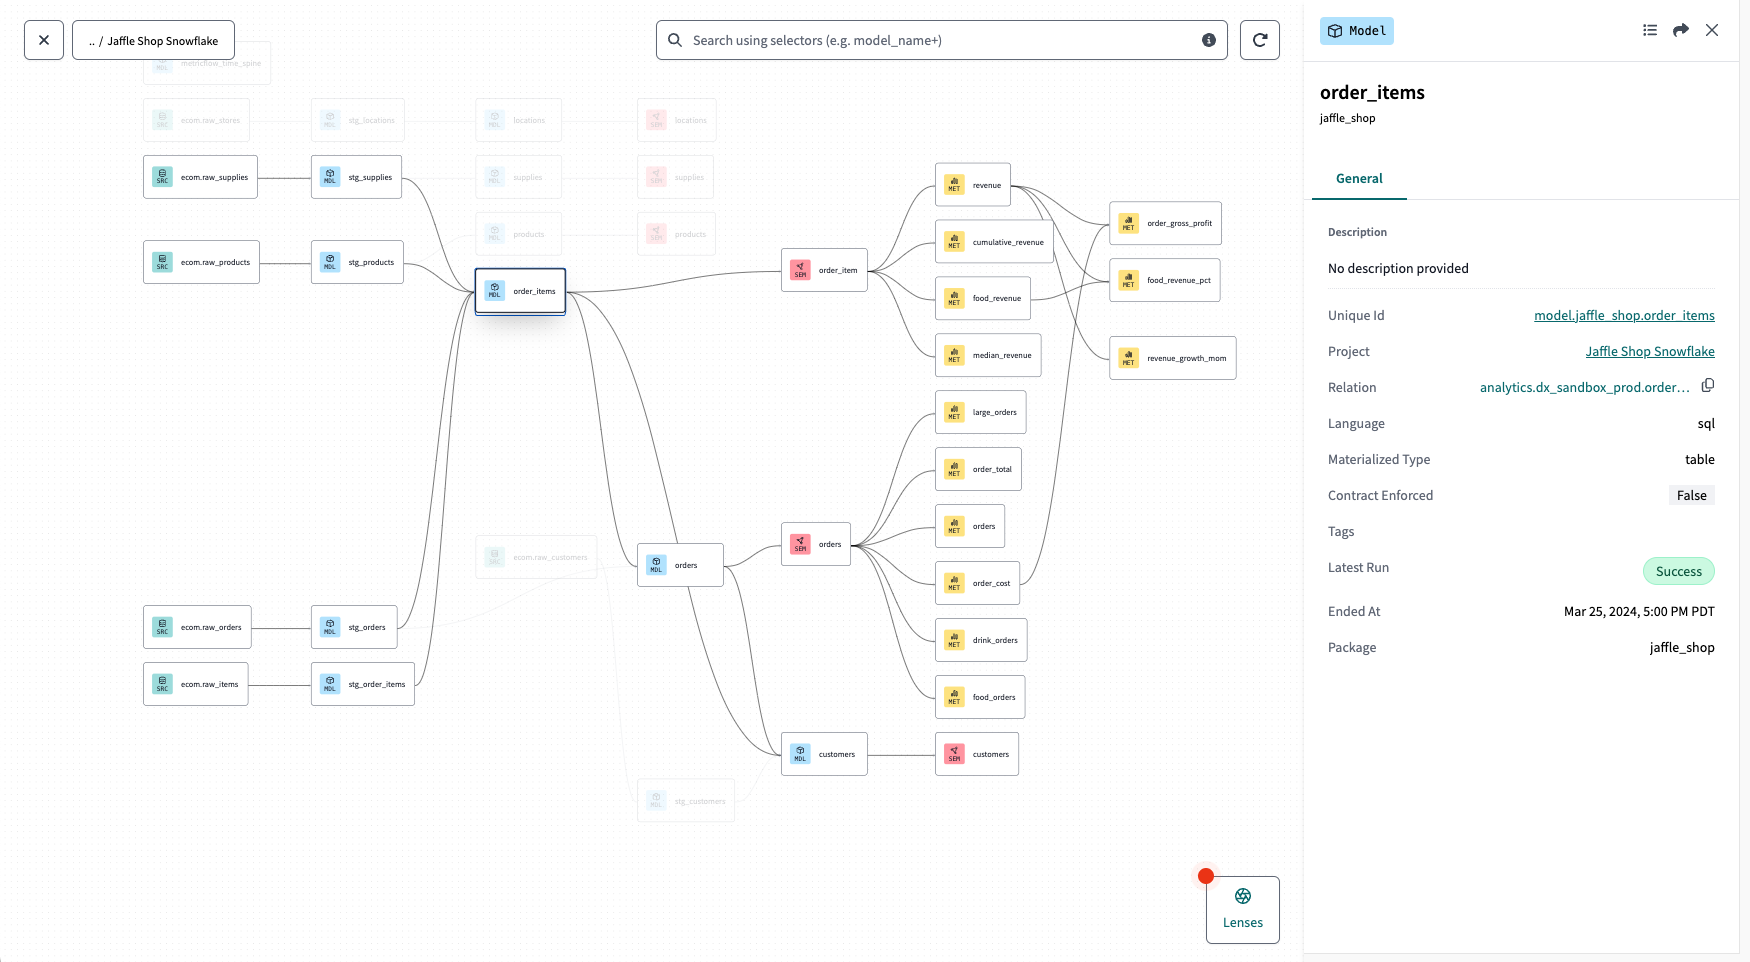 .. / Jaffle Shop Snowflake
Search using selectors (e.g. model_name+)
MDL metricflow_time_spine
SRC ecom.raw_stores
MDL stg_locations
MDL locations
SEM locations
SRC ecom.raw_supplies
MDL stg_supplies
MDL supplies
SEM supplies
MDL products
SEM products
SRC ecom.raw_products
MDL stg_products
MDL order_items
SEM order_item
MET revenue
MET cumulative_revenue
MET food_revenue
MET median_revenue
MET order_gross_profit
MET food_revenue_pct
MET revenue_growth_mom
MET large_orders
MET order_total
MET orders
MET order_cost
MET drink_orders
MET food_orders
SRC ecom.raw_customers
MDL orders
SEM orders
SRC ecom.raw_orders
MDL stg_orders
SRC ecom.raw_items
MDL stg_order_items
MDL customers
SEM customers
MDL stg_customers
Lenses
Model
order_items
jaffle_shop
General
Description
No description provided
Unique Id model.jaffle_shop.order_items
Project Jaffle Shop Snowflake
Relation analytics.dx_sandbox_prod.order...
Language sql
Materialized Type table
Contract Enforced False
Tags
Latest Run Success
Ended At Mar 25, 2024, 5:00 PM PDT
Package jaffle_shop